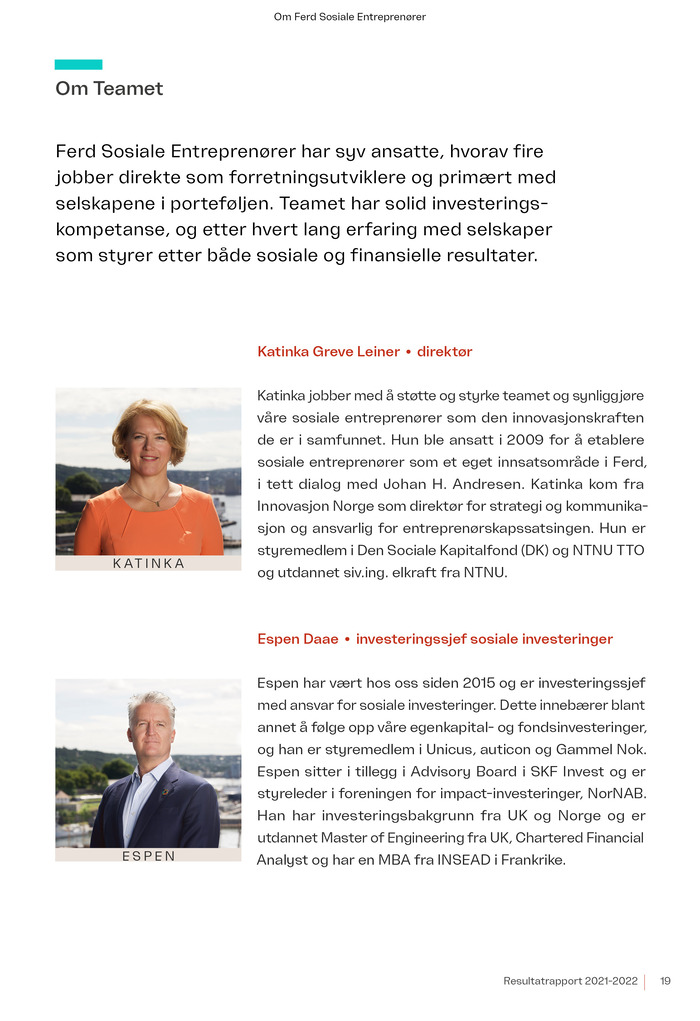 Om Ferd Sosiale Entreprenører
Om Teamet
Ferd Sosiale Entreprenører har syv ansatte, hvorav fire
jobber direkte som forretningsutviklere og primært med
selskapene i porteføljen. Teamet har solid investerings-
kompetanse, og etter hvert lang erfaring med selskaper
som styrer etter både sosiale og finansielle resultater.
Katinka Greve Leiner • direktør
Katinka jobber med å støtte og styrke teamet og synliggjøre
våre sosiale entreprenører som den innovasjonskraften
de er i samfunnet. Hun ble ansatt i 2009 for å etablere
sosiale entreprenører som et eget innsatsområde i Ferd,
i tett dialog med Johan H. Andresen. Katinka kom fra
Innovasjon Norge som direktør for strategi og kommunika-
sjon og ansvarlig for entreprenørskapssatsingen. Hun er
styremedlem i Den Sociale Kapitalfond (DK) og NTNU TTO
og utdannet siv.ing. elkraft fra NTNU.
KATINKA
Espen Daae • investeringssjef sosiale investeringer
Espen har vært hos oss siden 2015 og er investeringssjef
med ansvar for sosiale investeringer. Dette innebærer blant
annet å følge opp våre egenkapital- og fondsinvesteringer,
og han er styremedlem i Unicus, auticon og Gammel Nok.
Espen sitter i tillegg i Advisory Board i SKF Invest og er
styreleder i foreningen for impact-investeringer, NorNAB.
Han har investeringsbakgrunn fra UK og Norge og er
utdannet Master of Engineering fra UK, Chartered Financial
Analyst og har en MBA fra INSEAD i Frankrike.
ESPEN
Resultatrapport 2021-2022 19